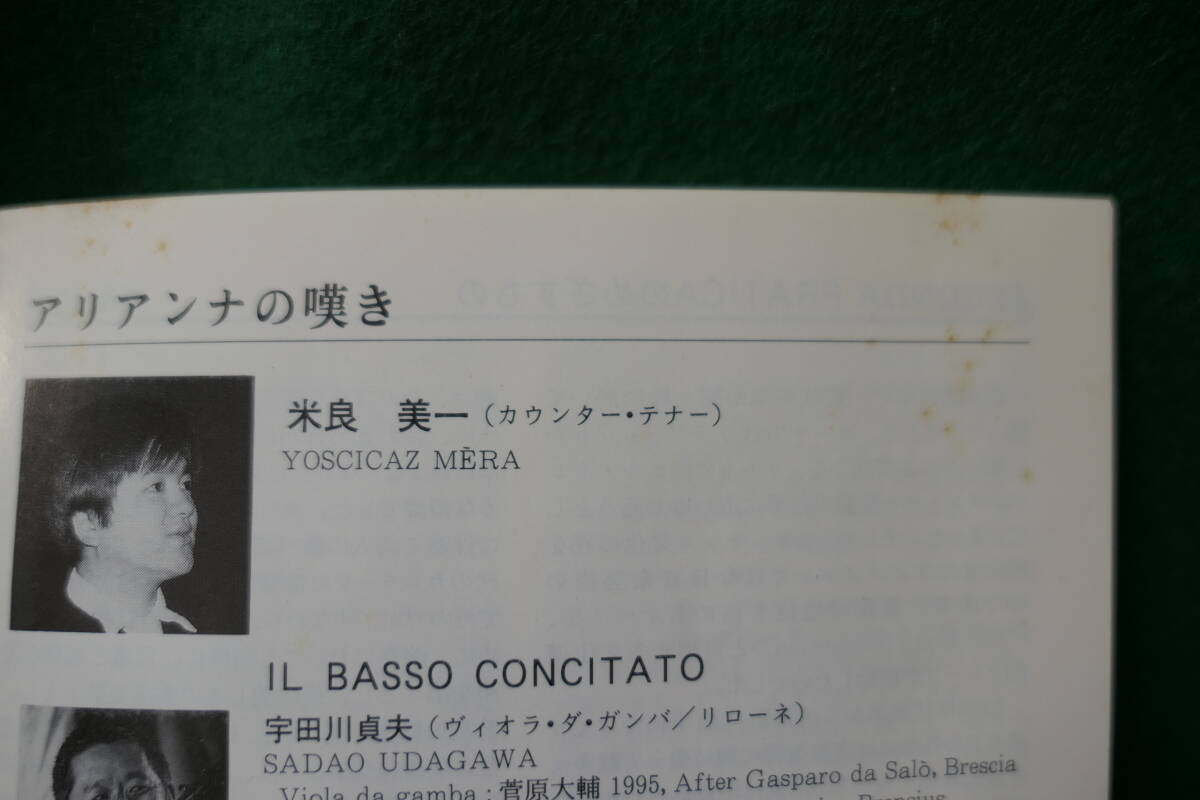 アリアンナの嘆き
米良 美一（カウンター・テナー）
YOSCICAZ MÈRA
IL BASSO CONCITATO
宇田川貞夫（ヴィオラ・ダ・ガンバ／リローネ）
SADAO UDAGAWA
Viola da gamba : 菅原大輔 1995, After Gasparo da Salò, Brescia